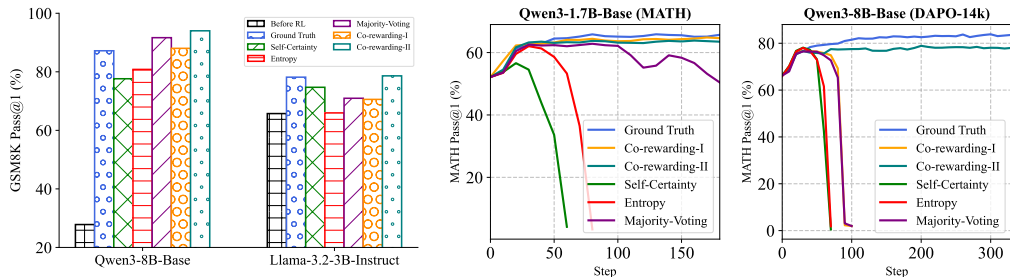 GSM8K Pass@1 (%)
100
80
60
40
20
Before RL
Ground Truth
Self-Certainty
Entropy
Majority-Voting
Co-rewarding-I
Co-rewarding-II
Qwen3-8B-Base
Llama-3.2-3B-Instruct
Qwen3-1.7B-Base (MATH)
MATH Pass@1 (%)
60
40
20
Ground Truth
Co-rewarding-I
Co-rewarding-II
Self-Certainty
Entropy
Majority-Voting
0 50 100 150
Step
Qwen3-8B-Base (DAPO-14k)
MATH Pass@1 (%)
80
60
40
20
0
Ground Truth
Co-rewarding-I
Co-rewarding-II
Self-Certainty
Entropy
Majority-Voting
0 100 200 300
Step